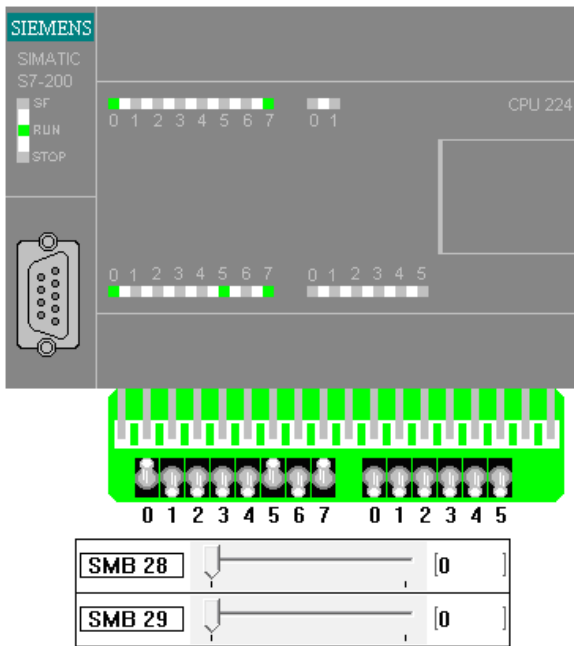 SIEMENS
SIMATIC
S7-200
SF
RUN
STOP
CPU 224
0 1 2 3 4 5 6 7 0 1
0 1 2 3 4 5 6 7 0 1 2 3 4 5
0 1 2 3 4 5 6 7 0 1 2 3 4 5
SMB 28 [0 ]
SMB 29 [0 ]